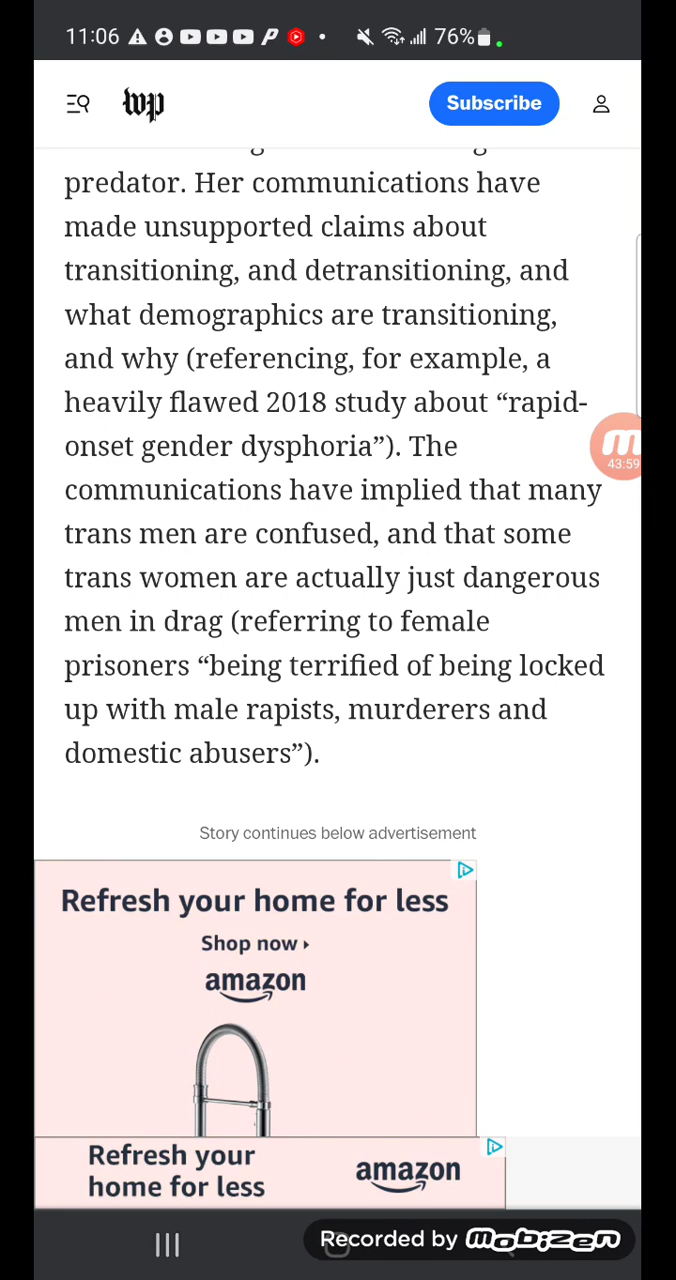 11:06
76%
wp
Subscribe
predator. Her communications have
made unsupported claims about
transitioning, and detransitioning, and
what demographics are transitioning,
and why (referencing, for example, a
heavily flawed 2018 study about “rapid-
onset gender dysphoria”). The
communications have implied that many
trans men are confused, and that some
trans women are actually just dangerous
men in drag (referring to female
prisoners “being terrified of being locked
up with male rapists, murderers and
domestic abusers”).
43:59
Story continues below advertisement
Refresh your home for less
Shop now
amazon
Refresh your
home for less
amazon
Recorded by mobizen